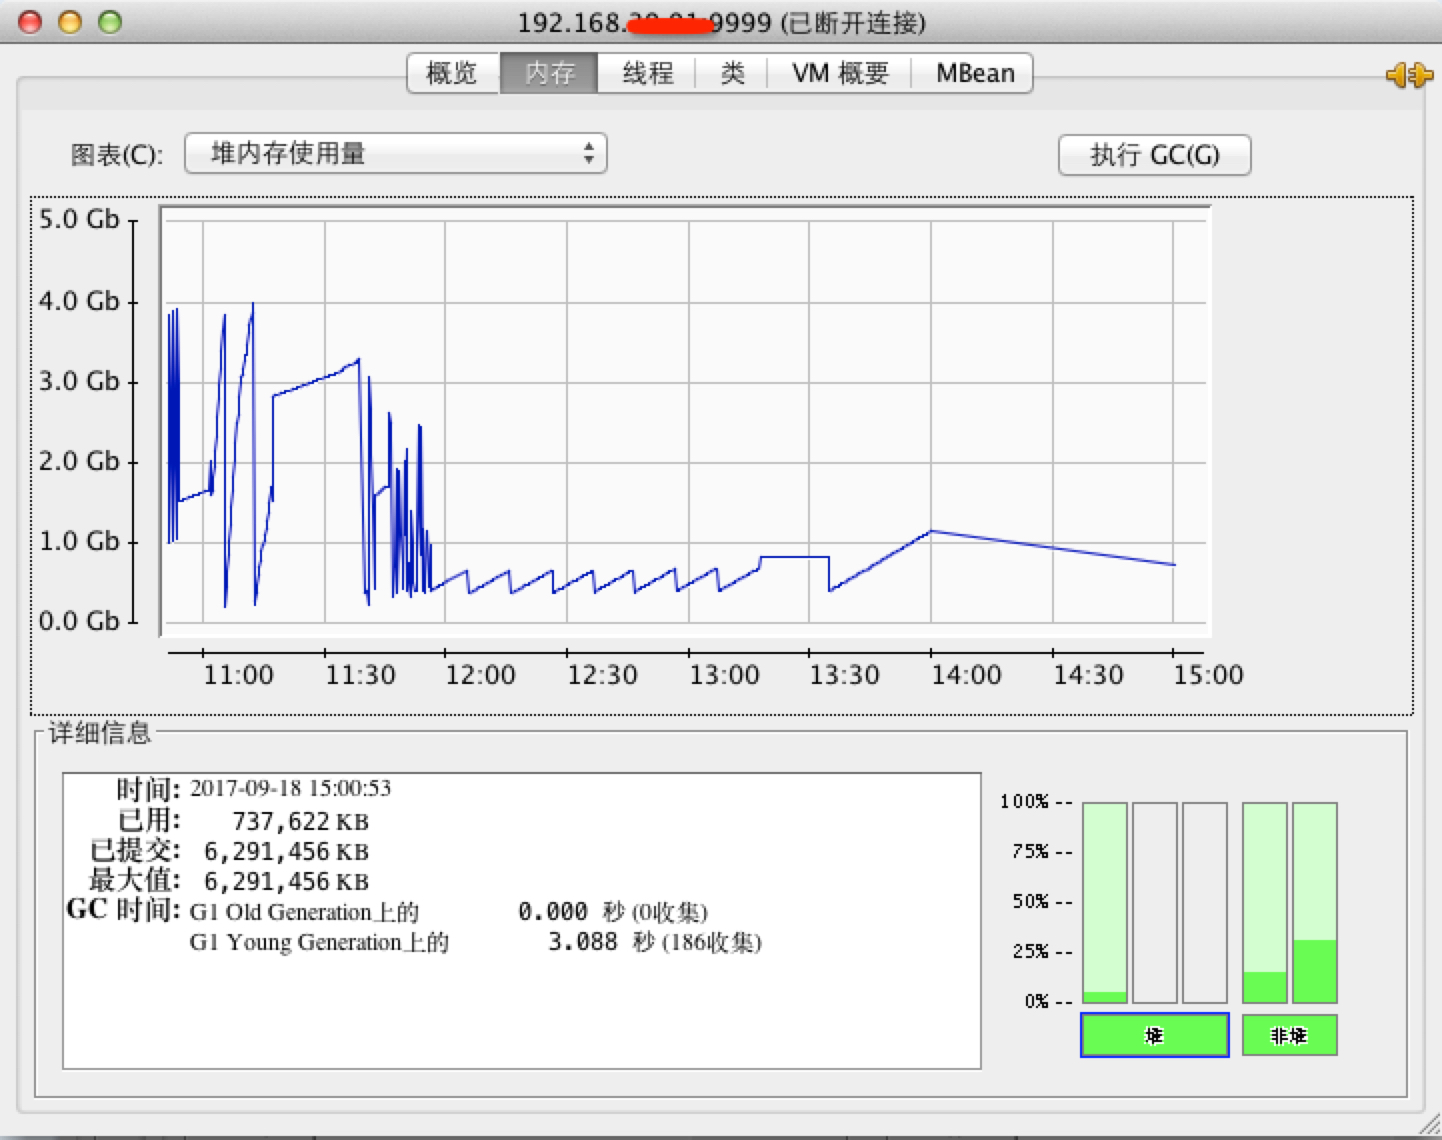 192.168. 9999 (已断开连接)
概览 内存 线程 类 VM 概要 MBean
图表(C): 堆内存使用量 执行 GC(G)
5.0 Gb
4.0 Gb
3.0 Gb
2.0 Gb
1.0 Gb
0.0 Gb
11:00 11:30 12:00 12:30 13:00 13:30 14:00 14:30 15:00
详细信息
时间: 2017-09-18 15:00:53
已用: 737,622 KB
已提交: 6,291,456 KB
最大值: 6,291,456 KB
GC 时间: G1 Old Generation上的 0.000 秒 (0收集)
G1 Young Generation上的 3.088 秒 (186收集)
100% --
75% --
50% --
25% --
0% --
堆 非堆